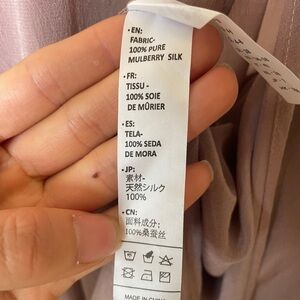 • EN:
FABRIC-
100% PURE
MULBERRY SILK
• FR:
TISSU -
100% SOIE
DE MÛRIER
• ES:
TELA-
100% SEDA
DE MORA
• JP:
素材-
天然シルク
100%
• CN:
面料成分:
100%桑蚕丝
MADE IN CHINA